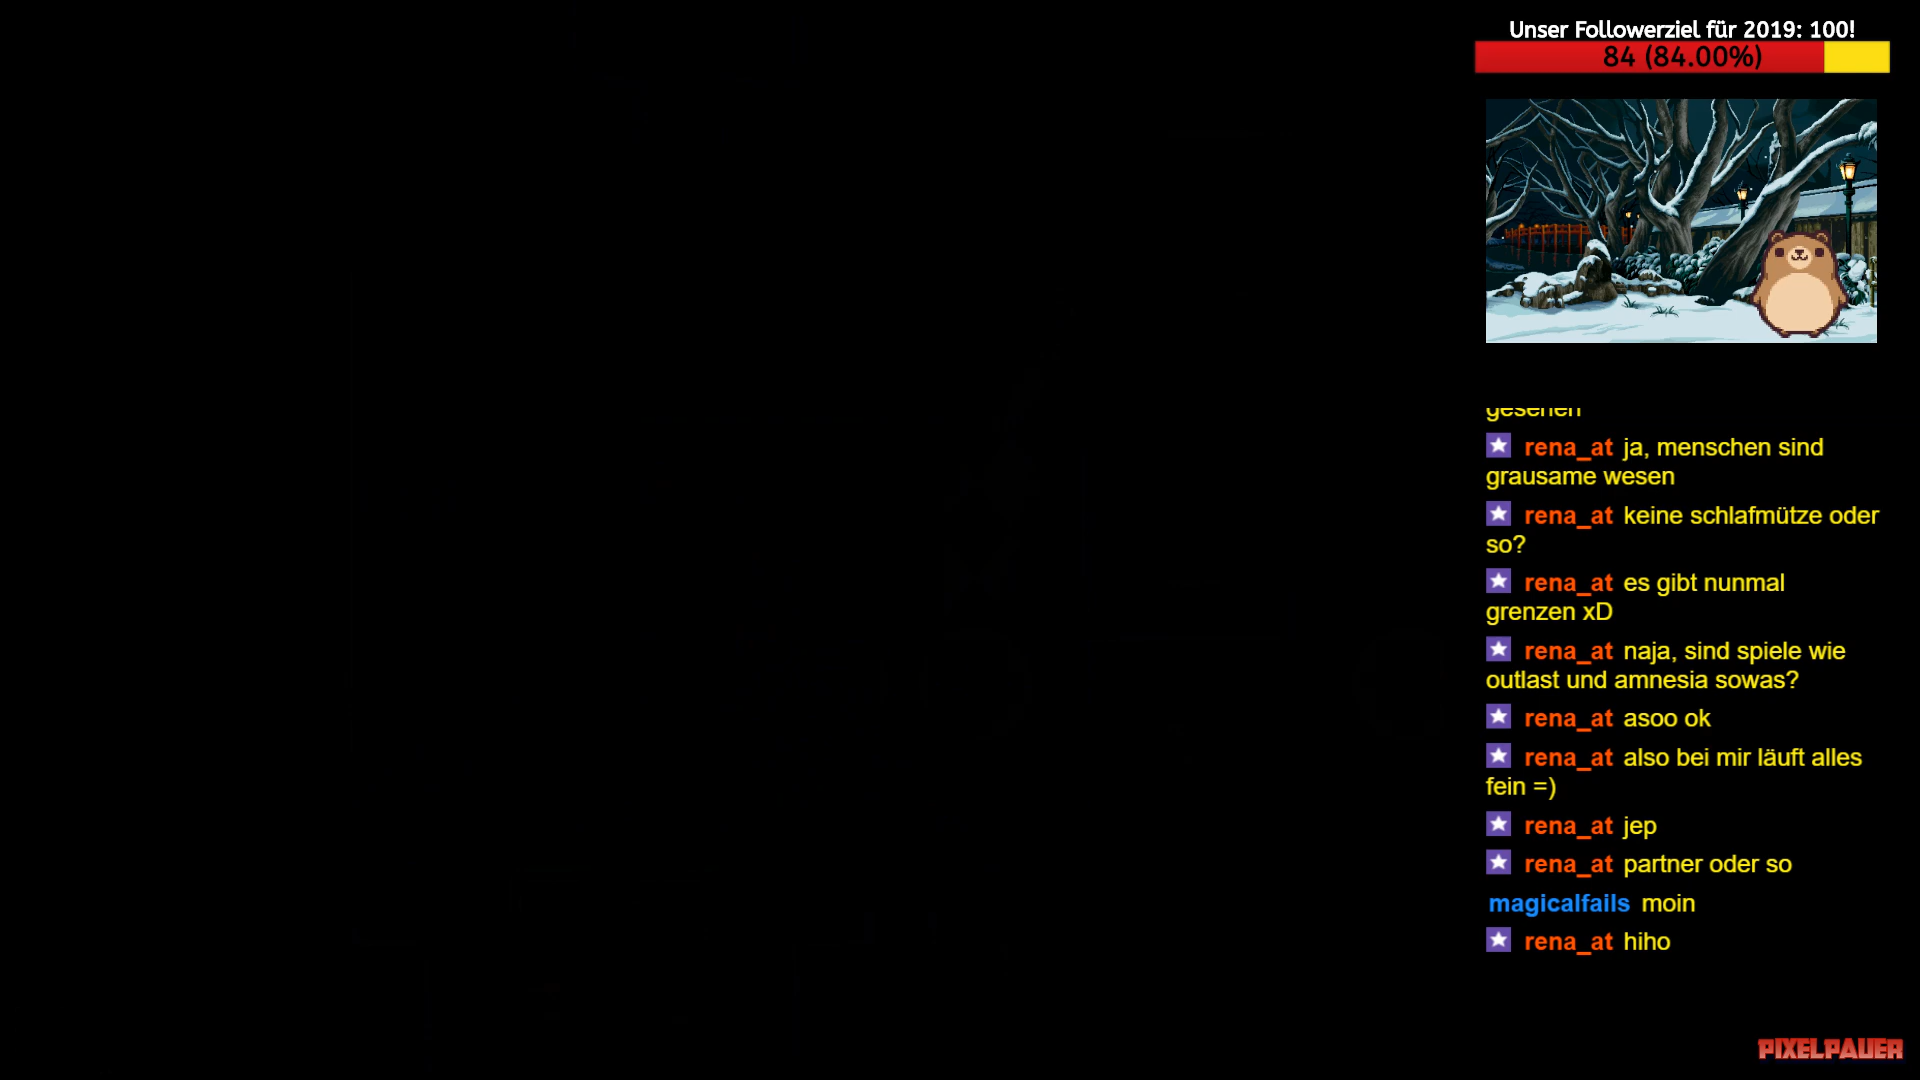 Unser Followerziel für 2019: 100!
84 (84.00%)
gesehen
rena_at ja, menschen sind
grausame wesen
rena_at keine schlafmütze oder
so?
rena_at es gibt nunmal
grenzen xD
rena_at naja, sind spiele wie
outlast und amnesia sowas?
rena_at asoo ok
rena_at also bei mir läuft alles
fein =)
rena_at jep
rena_at partner oder so
magicalfails moin
rena_at hiho
PIXELPAUER